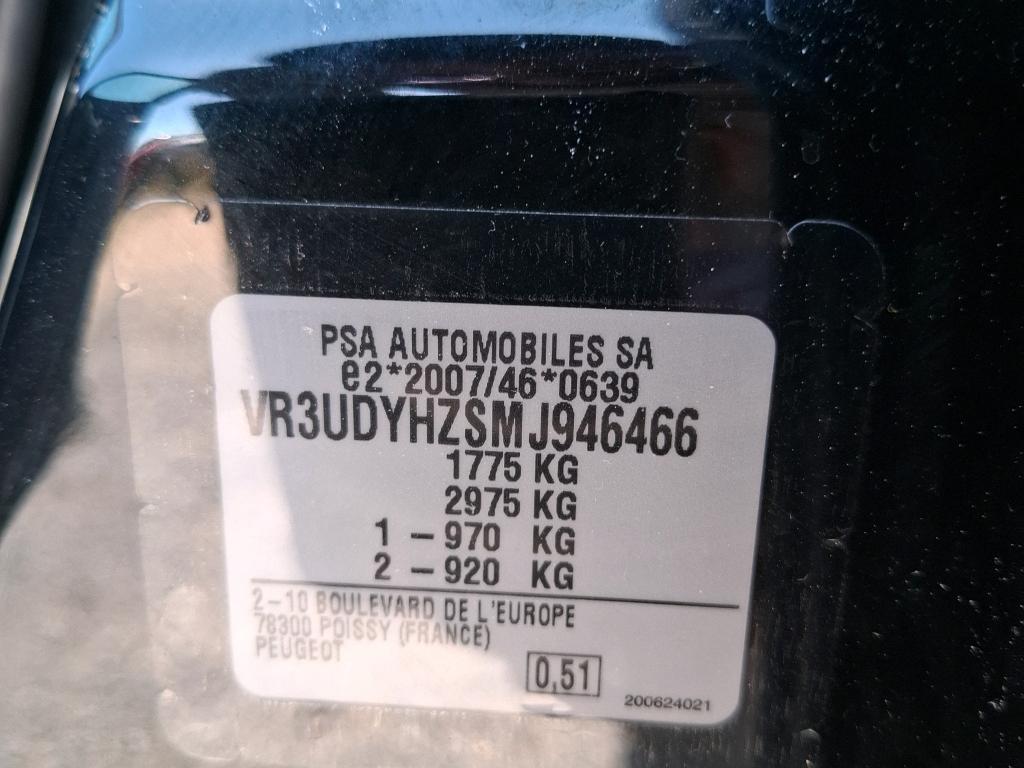 PSA AUTOMOBILES SA
e2*2007/46*0639
VR3UDYHZSMJ946466
1775 KG
2975 KG
1 – 970 KG
2 – 920 KG
2–10 BOULEVARD DE L'EUROPE
78300 POISSY (FRANCE)
PEUGEOT
0,51
200624021